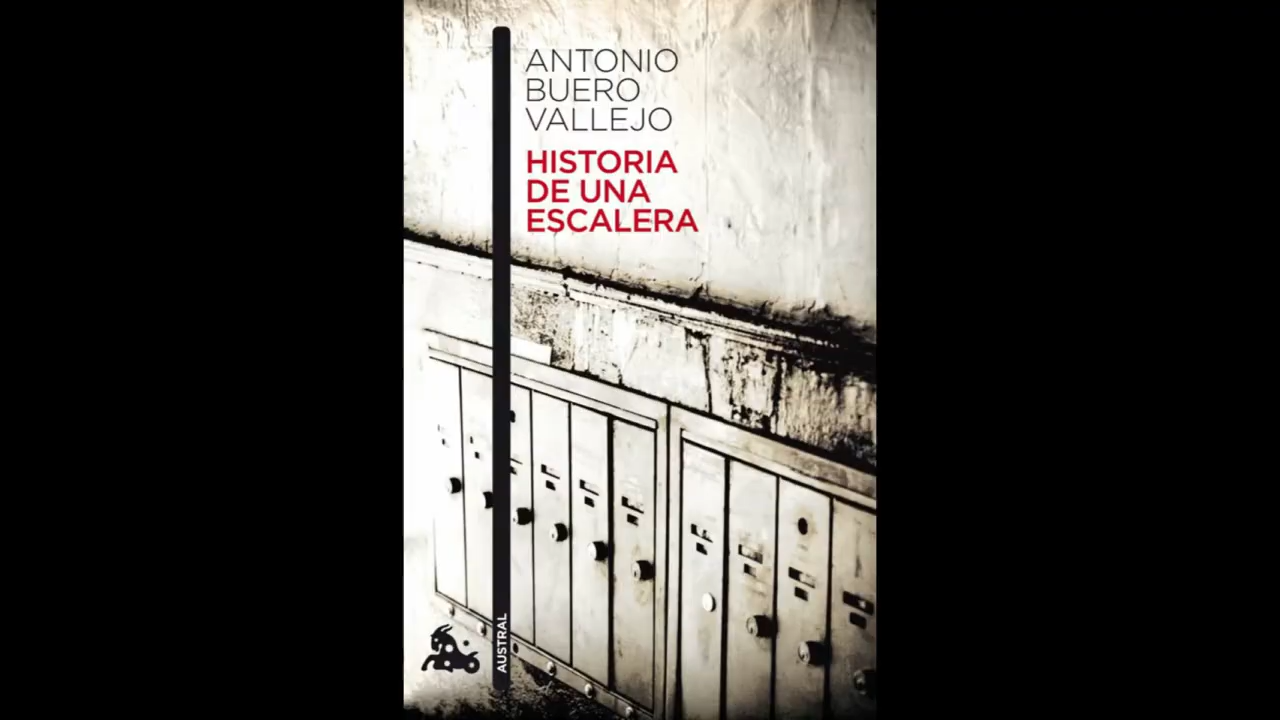 ANTONIO
BUERO
VALLEJO
HISTORIA
DE UNA
ESCALERA
AUSTRAL